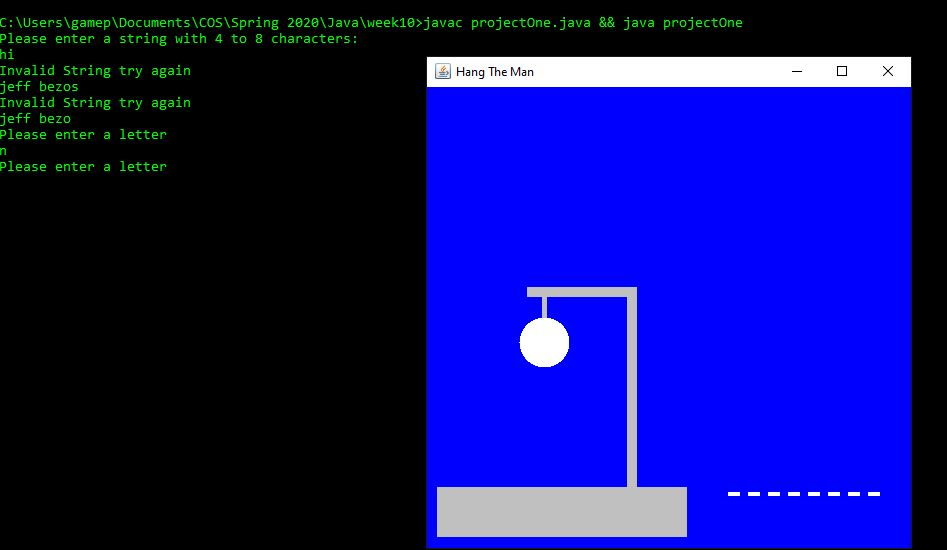 C:\Users\gamep\Documents\COS\Spring 2020\Java\week10>javac projectOne.java && java projectOne
Please enter a string with 4 to 8 characters:
hi
Invalid String try again
jeff bezos
Invalid String try again
jeff bezo
Please enter a letter
n
Please enter a letter
Hang The Man